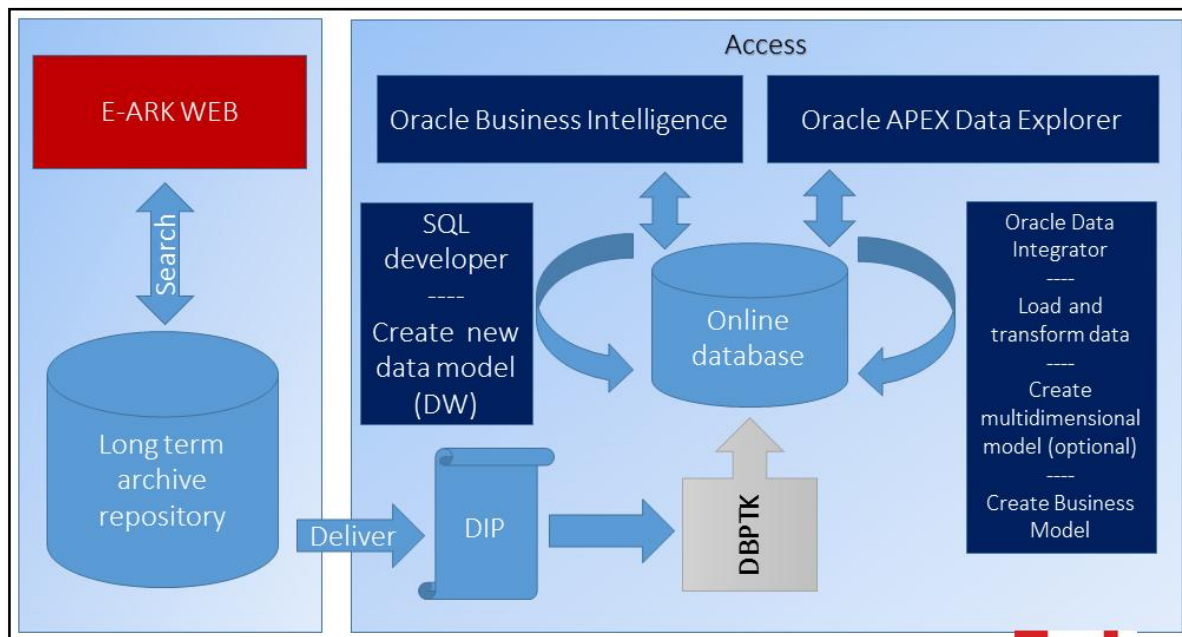 E-ARK WEB
Search
Long term
archive
repository
Deliver
Access
Oracle Business Intelligence
Oracle APEX Data Explorer
SQL
developer
----
Create new
data model
(DW)
Online
database
Oracle Data
Integrator
----
Load and
transform data
----
Create
multidimensional
model (optional)
----
Create Business
Model
DIP
DBPTK